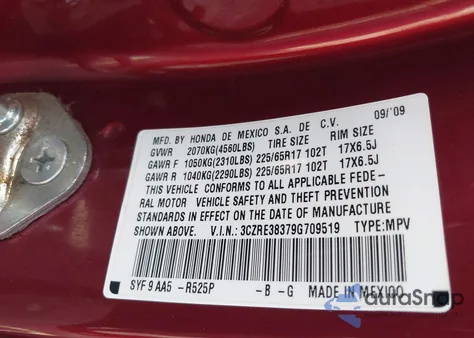 09/'09
MFD. BY HONDA DE MEXICO S.A. DE C.V.
GVWR 2070KG(4560LBS) TIRE SIZE RIM SIZE
GAWR F 1050KG(2310LBS) 225/65R17 102T 17X6.5J
GAWR R 1040KG(2290LBS) 225/65R17 102T 17X6.5J
THIS VEHICLE CONFORMS TO ALL APPLICABLE FEDE-
RAL MOTOR VEHICLE SAFETY AND THEFT PREVENTION
STANDARDS IN EFFECT ON THE DATE OF MANUFACTURE
SHOWN ABOVE. V.I.N.: 3CZRE38379G709519 TYPE:MPV
SYF9AA5 -R525P -B -G MADE IN MEXICO
AutoSnap